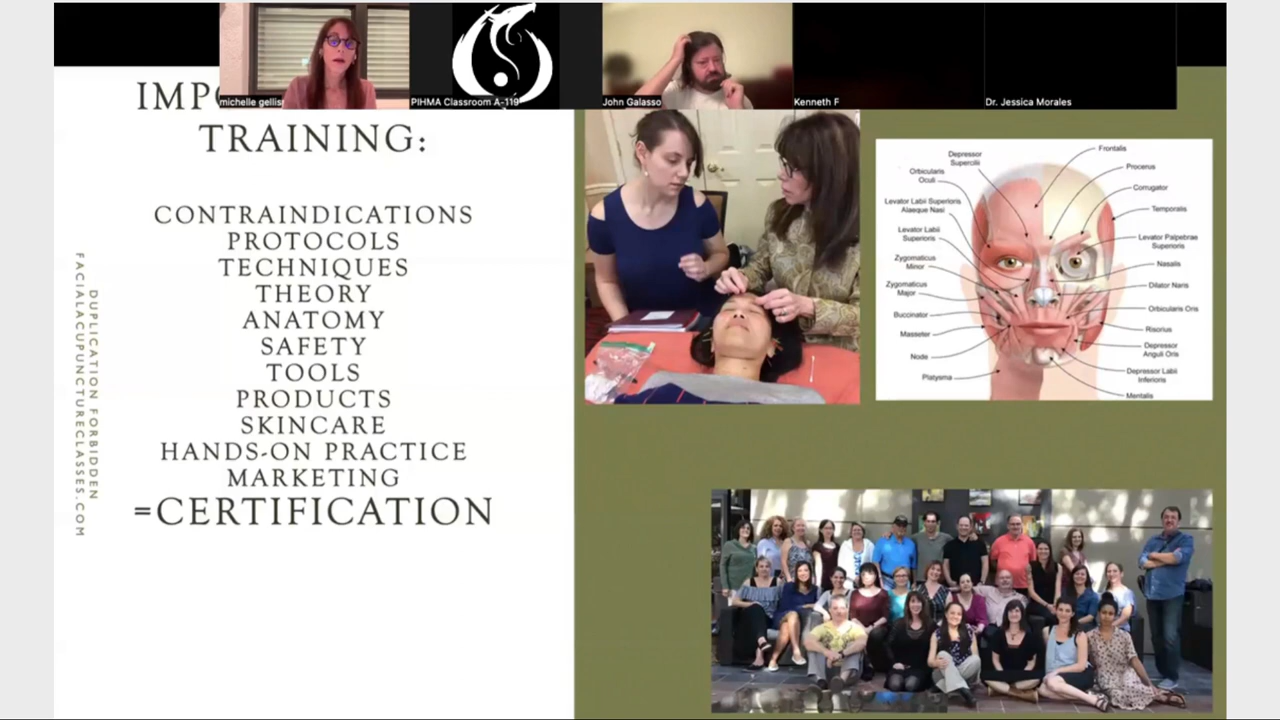 michelle gellis
PIHMA Classroom A-119
John Galasso
Kenneth F
Dr. Jessica Morales
TRAINING:
CONTRAINDICATIONS
PROTOCOLS
TECHNIQUES
THEORY
ANATOMY
SAFETY
TOOLS
PRODUCTS
SKINCARE
HANDS-ON PRACTICE
MARKETING
=CERTIFICATION
DUPLICATION FORBIDDEN
FACIALACUPUNCTURECLASSES.COM
Depressor
Supercilii
Orbicularis
Oculi
Levator Labii Superioris
Alaeque Nasi
Levator Labii
Superioris
Zygomaticus
Minor
Zygomaticus
Major
Buccinator
Masseter
Node
Platysma
Frontalis
Procerus
Corrugator
Temporalis
Levator Palpebrae
Superioris
Nasalis
Dilator Naris
Orbicularis Oris
Risorius
Depressor
Anguli Oris
Depressor Labii
Inferioris
Mentalis